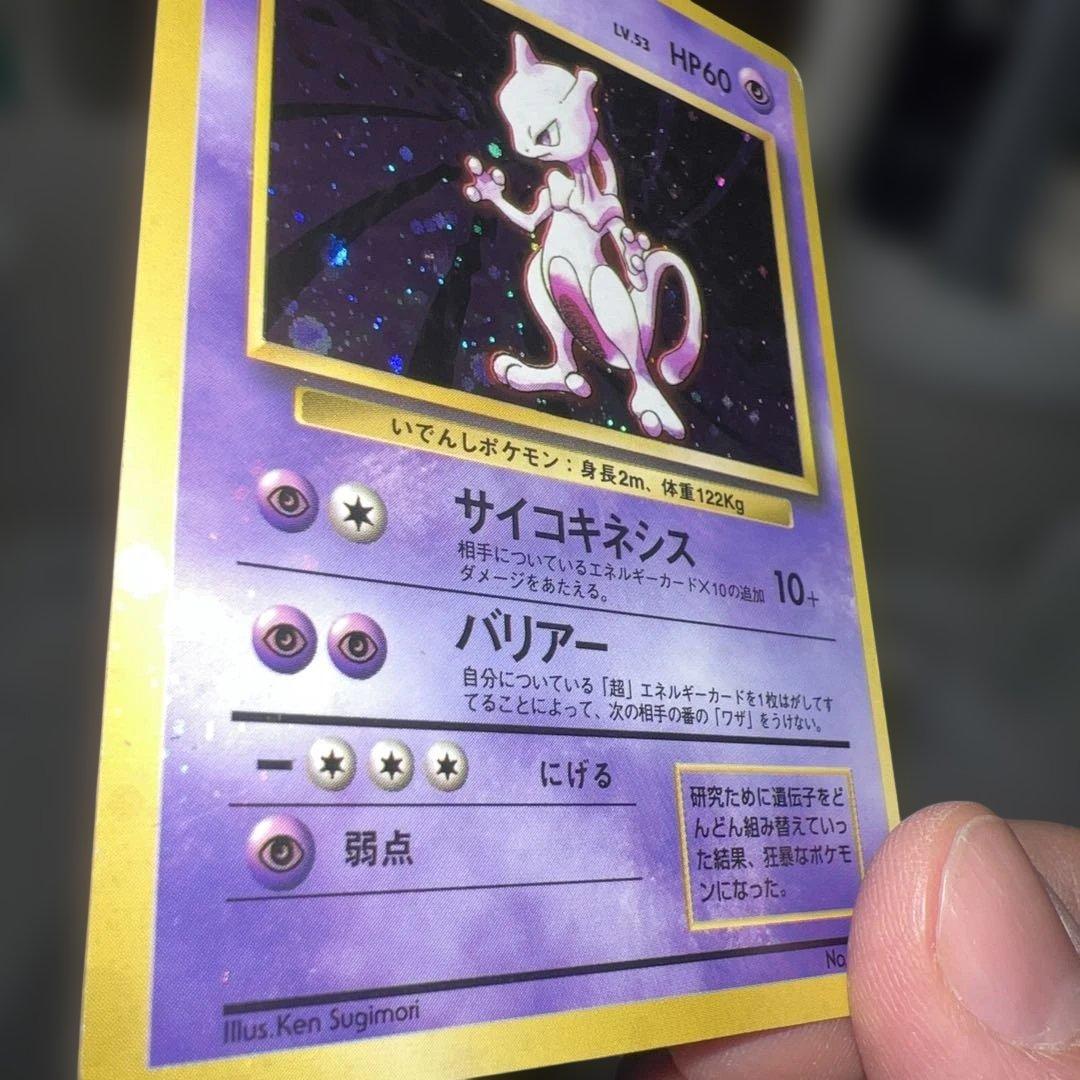 LV.53 HP60
いでんしポケモン：身長2m、体重122Kg
サイコキネシス
相手についているエネルギーカード×10の追加
ダメージをあたえる。
10+
バリアー
自分についている「超」エネルギーカードを1枚はがしてす
てることによって、次の相手の番の「ワザ」をうけない。
にげる
弱点
研究ために遺伝子をど
んどん組み替えていっ
た結果、狂暴なポケモ
ンになった。
No.
Illus.Ken Sugimori